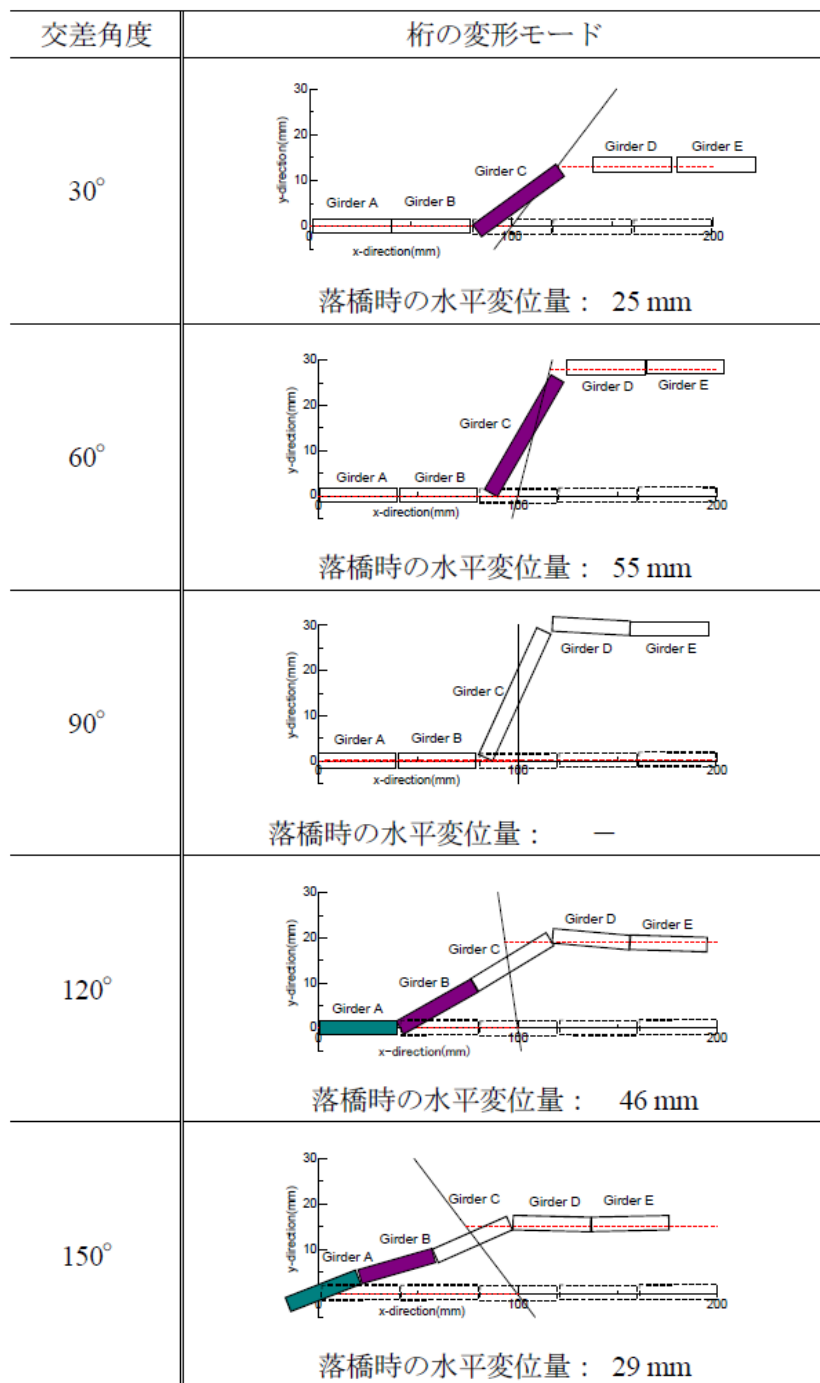 交差角度 桁の変形モード
30°
30
20
10
0
y-direction(mm)
Girder A Girder B Girder C Girder D Girder E
0 100 200
x-direction(mm)
落橋時の水平変位量： 25 mm
60°
30
20
10
0
y-direction(mm)
Girder A Girder B Girder C Girder D Girder E
0 100 200
x-direction(mm)
落橋時の水平変位量： 55 mm
90°
30
20
10
0
y-direction(mm)
Girder A Girder B Girder C Girder D Girder E
0 100 200
x-direction(mm)
落橋時の水平変位量： －
120°
30
20
10
0
y-direction(mm)
Girder A Girder B Girder C Girder D Girder E
0 100 200
x-direction(mm)
落橋時の水平変位量： 46 mm
150°
30
20
10
0
y-direction(mm)
Girder A Girder B Girder C Girder D Girder E
0 100 200
x-direction(mm)
落橋時の水平変位量： 29 mm